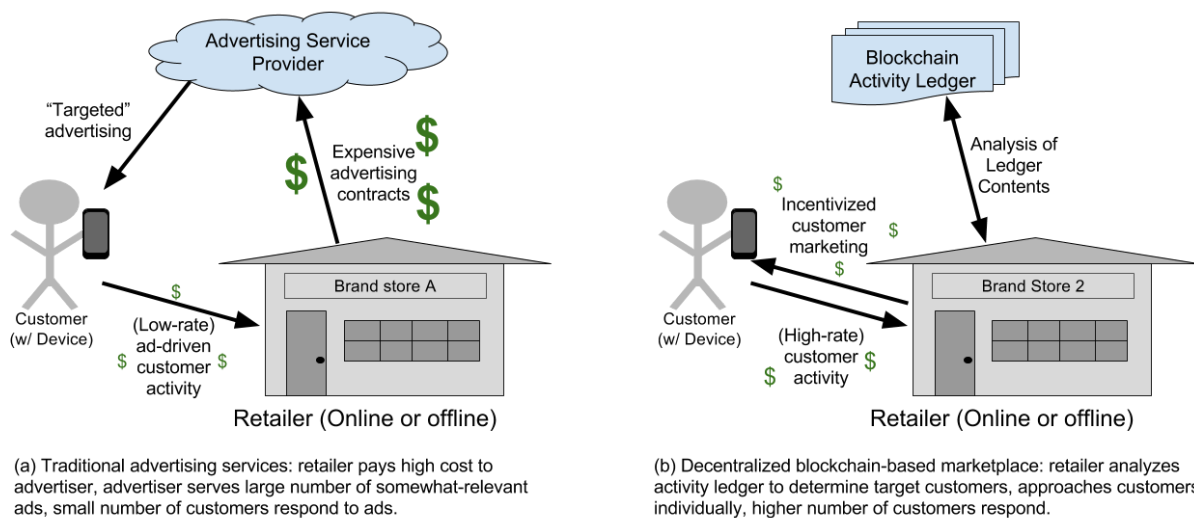 Advertising Service
Provider
“Targeted”
advertising
$
$
$
Expensive
advertising
contracts
Customer
(w/ Device)
$
(Low-rate)
$ ad-driven $
customer
activity
Brand store A
Retailer (Online or offline)
(a) Traditional advertising services: retailer pays high cost to
advertiser, advertiser serves large number of somewhat-relevant
ads, small number of customers respond to ads.
Blockchain
Activity Ledger
Analysis of
Ledger
Contents
$
Incentivized
customer $
marketing
$
Customer
(w/ Device)
(High-rate)
$ customer $
activity
Brand Store 2
Retailer (Online or offline)
(b) Decentralized blockchain-based marketplace: retailer analyzes
activity ledger to determine target customers, approaches customers
individually, higher number of customers respond.